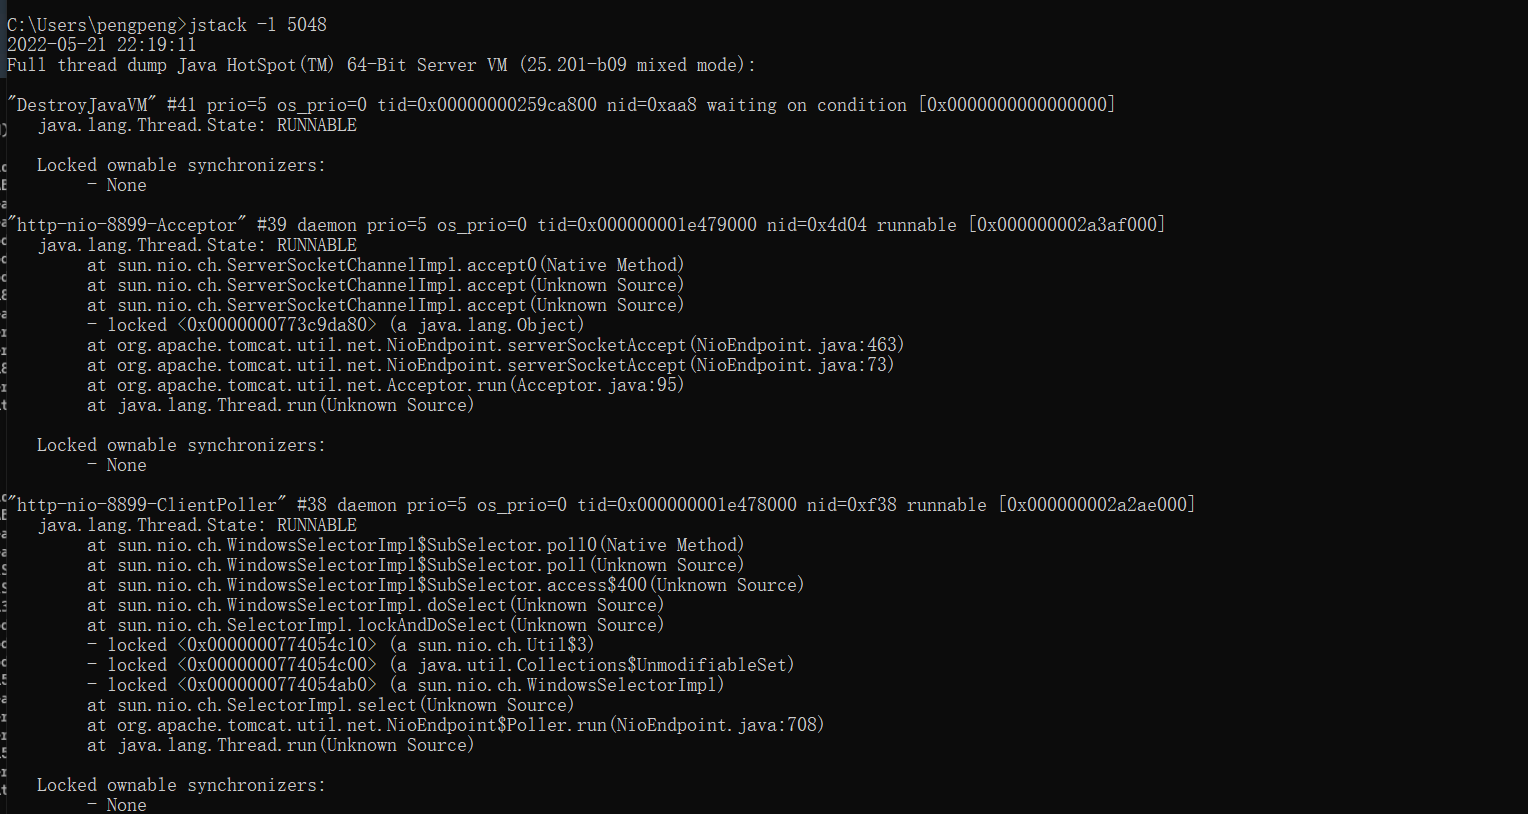 C:\Users\pengpeng>jstack -l 5048
2022-05-21 22:19:11
Full thread dump Java HotSpot(TM) 64-Bit Server VM (25.201-b09 mixed mode):
"DestroyJavaVM" #41 prio=5 os_prio=0 tid=0x00000000259ca800 nid=0xaa8 waiting on condition [0x0000000000000000]
java.lang.Thread.State: RUNNABLE
Locked ownable synchronizers:
- None
"http-nio-8899-Acceptor" #39 daemon prio=5 os_prio=0 tid=0x000000001e479000 nid=0x4d04 runnable [0x000000002a3af000]
java.lang.Thread.State: RUNNABLE
at sun.nio.ch.ServerSocketChannelImpl.accept0(Native Method)
at sun.nio.ch.ServerSocketChannelImpl.accept(Unknown Source)
at sun.nio.ch.ServerSocketChannelImpl.accept(Unknown Source)
- locked <0x0000000773c9da80> (a java.lang.Object)
at org.apache.tomcat.util.net.NioEndpoint.serverSocketAccept(NioEndpoint.java:463)
at org.apache.tomcat.util.net.NioEndpoint.serverSocketAccept(NioEndpoint.java:73)
at org.apache.tomcat.util.net.Acceptor.run(Acceptor.java:95)
at java.lang.Thread.run(Unknown Source)
Locked ownable synchronizers:
- None
"http-nio-8899-ClientPoller" #38 daemon prio=5 os_prio=0 tid=0x000000001e478000 nid=0xf38 runnable [0x000000002a2ae000]
java.lang.Thread.State: RUNNABLE
at sun.nio.ch.WindowsSelectorImpl$SubSelector.poll0(Native Method)
at sun.nio.ch.WindowsSelectorImpl$SubSelector.poll(Unknown Source)
at sun.nio.ch.WindowsSelectorImpl$SubSelector.access$400(Unknown Source)
at sun.nio.ch.WindowsSelectorImpl.doSelect(Unknown Source)
at sun.nio.ch.SelectorImpl.lockAndDoSelect(Unknown Source)
- locked <0x0000000774054c10> (a sun.nio.ch.Util$3)
- locked <0x0000000774054c00> (a java.util.Collections$UnmodifiableSet)
- locked <0x0000000774054ab0> (a sun.nio.ch.WindowsSelectorImpl)
at sun.nio.ch.SelectorImpl.select(Unknown Source)
at org.apache.tomcat.util.net.NioEndpoint$Poller.run(NioEndpoint.java:708)
at java.lang.Thread.run(Unknown Source)
Locked ownable synchronizers:
- None